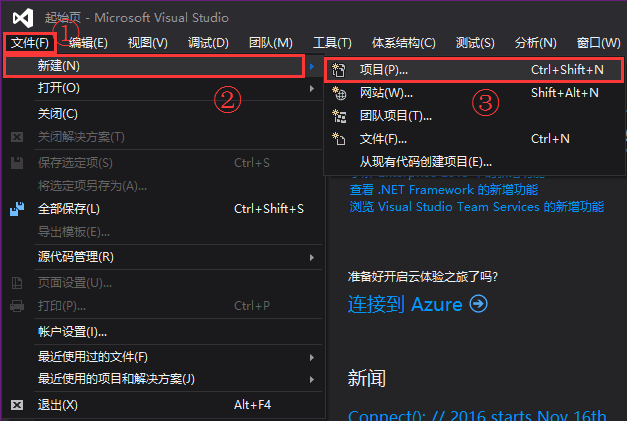 起始页 - Microsoft Visual Studio
文件(F) ① 编辑(E) 视图(V) 调试(D) 团队(M) 工具(T) 体系结构(C) 测试(S) 分析(N) 窗口(W)
新建(N)
打开(O)
②
关闭(C)
关闭解决方案(T)
保存选定项(S) Ctrl+S
将选定项另存为(A)...
全部保存(L) Ctrl+Shift+S
导出模板(E)...
源代码管理(R)
页面设置(U)...
打印(P)... Ctrl+P
帐户设置(I)...
最近使用过的文件(F)
最近使用的项目和解决方案(J)
退出(X) Alt+F4
项目(P)... Ctrl+Shift+N
网站(W)... Shift+Alt+N
③
团队项目(T)...
文件(F)... Ctrl+N
从现有代码创建项目(E)...
查看 .NET Framework 的新增功能
浏览 Visual Studio Team Services 的新增功能
准备好开启云体验之旅了吗?
连接到 Azure
新闻
Connect(); // 2016 starts Nov 16th